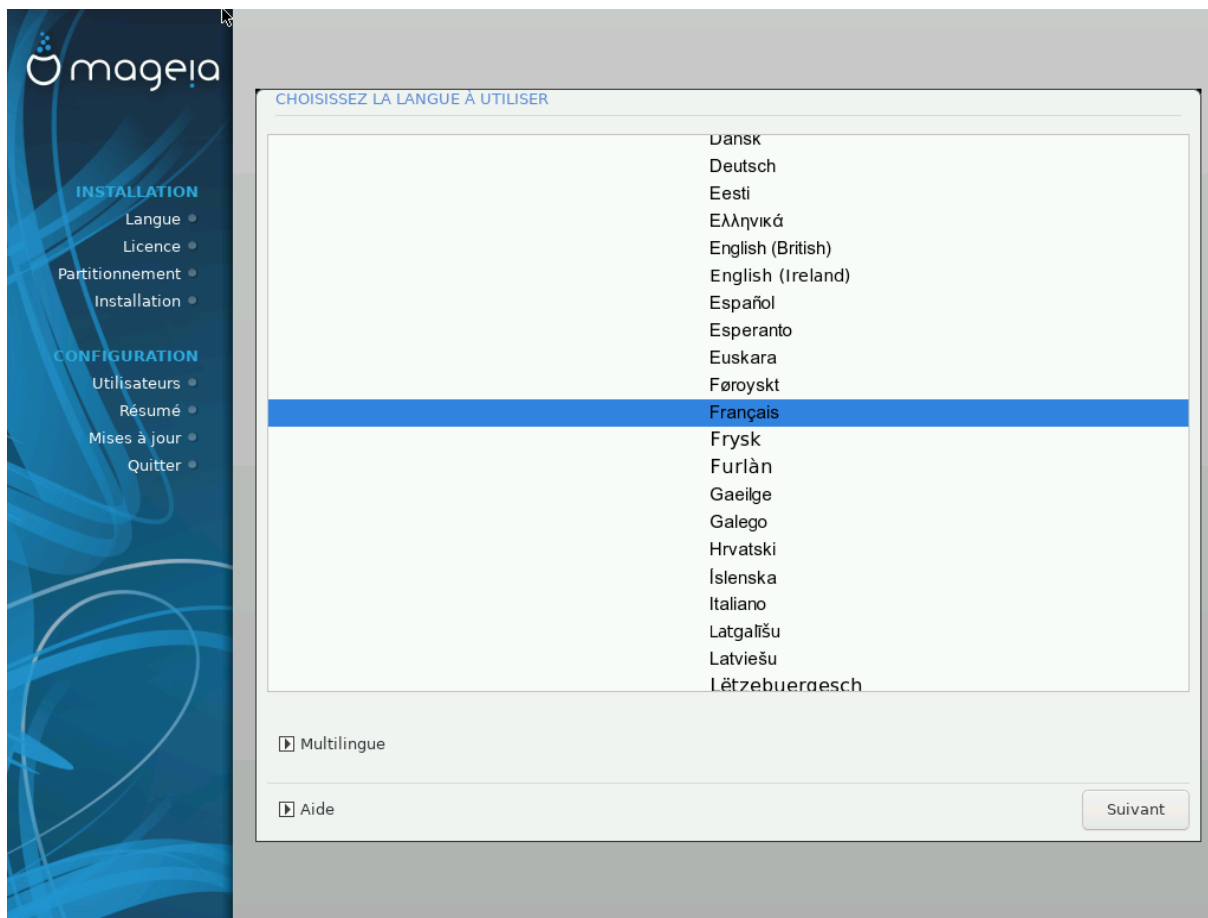 mageia
INSTALLATION
Langue
Licence
Partitionnement
Installation
CONFIGURATION
Utilisateurs
Résumé
Mises à jour
Quitter
CHOISISSEZ LA LANGUE À UTILISER
Dansk
Deutsch
Eesti
Ελληνικά
English (British)
English (Ireland)
Español
Esperanto
Euskara
Føroyskt
Français
Frysk
Furlàn
Gaeilge
Galego
Hrvatski
Íslenska
Italiano
Latgalīšu
Latviešu
Lëtzebuergesch
Multilingue
Aide
Suivant